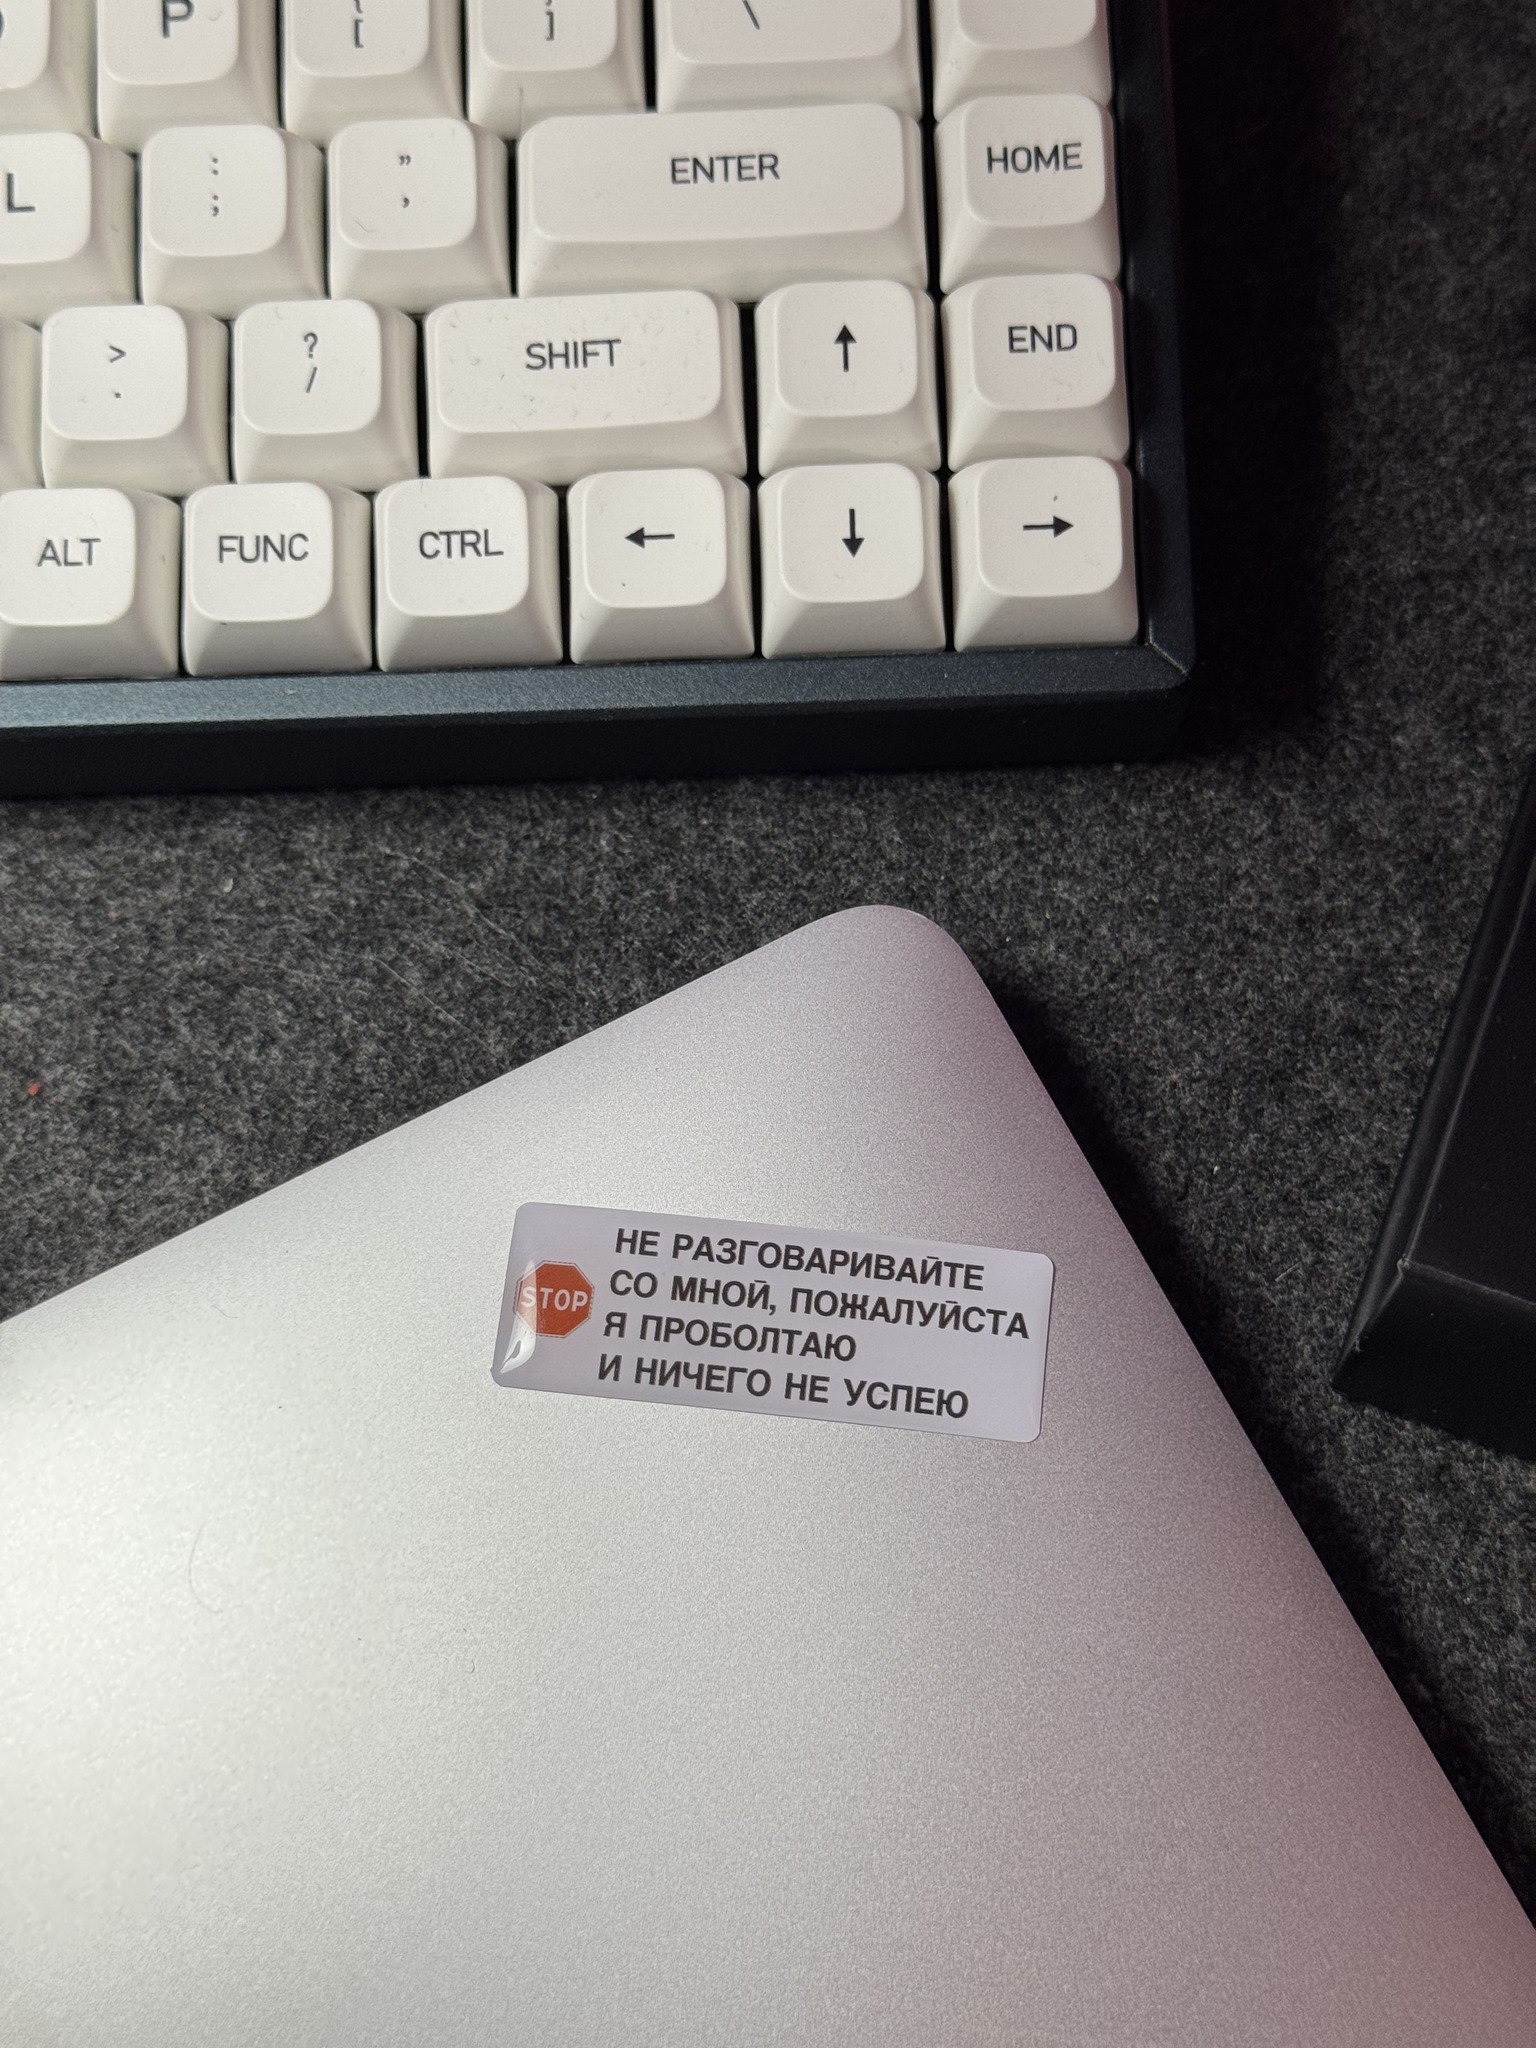 P { [ } ] \
L : ; " ' ENTER HOME
> . ? / SHIFT ↑ END
ALT FUNC CTRL ← ↓ →
STOP
НЕ РАЗГОВАРИВАЙТЕ
СО МНОЙ, ПОЖАЛУЙСТА
Я ПРОБОЛТАЮ
И НИЧЕГО НЕ УСПЕЮ